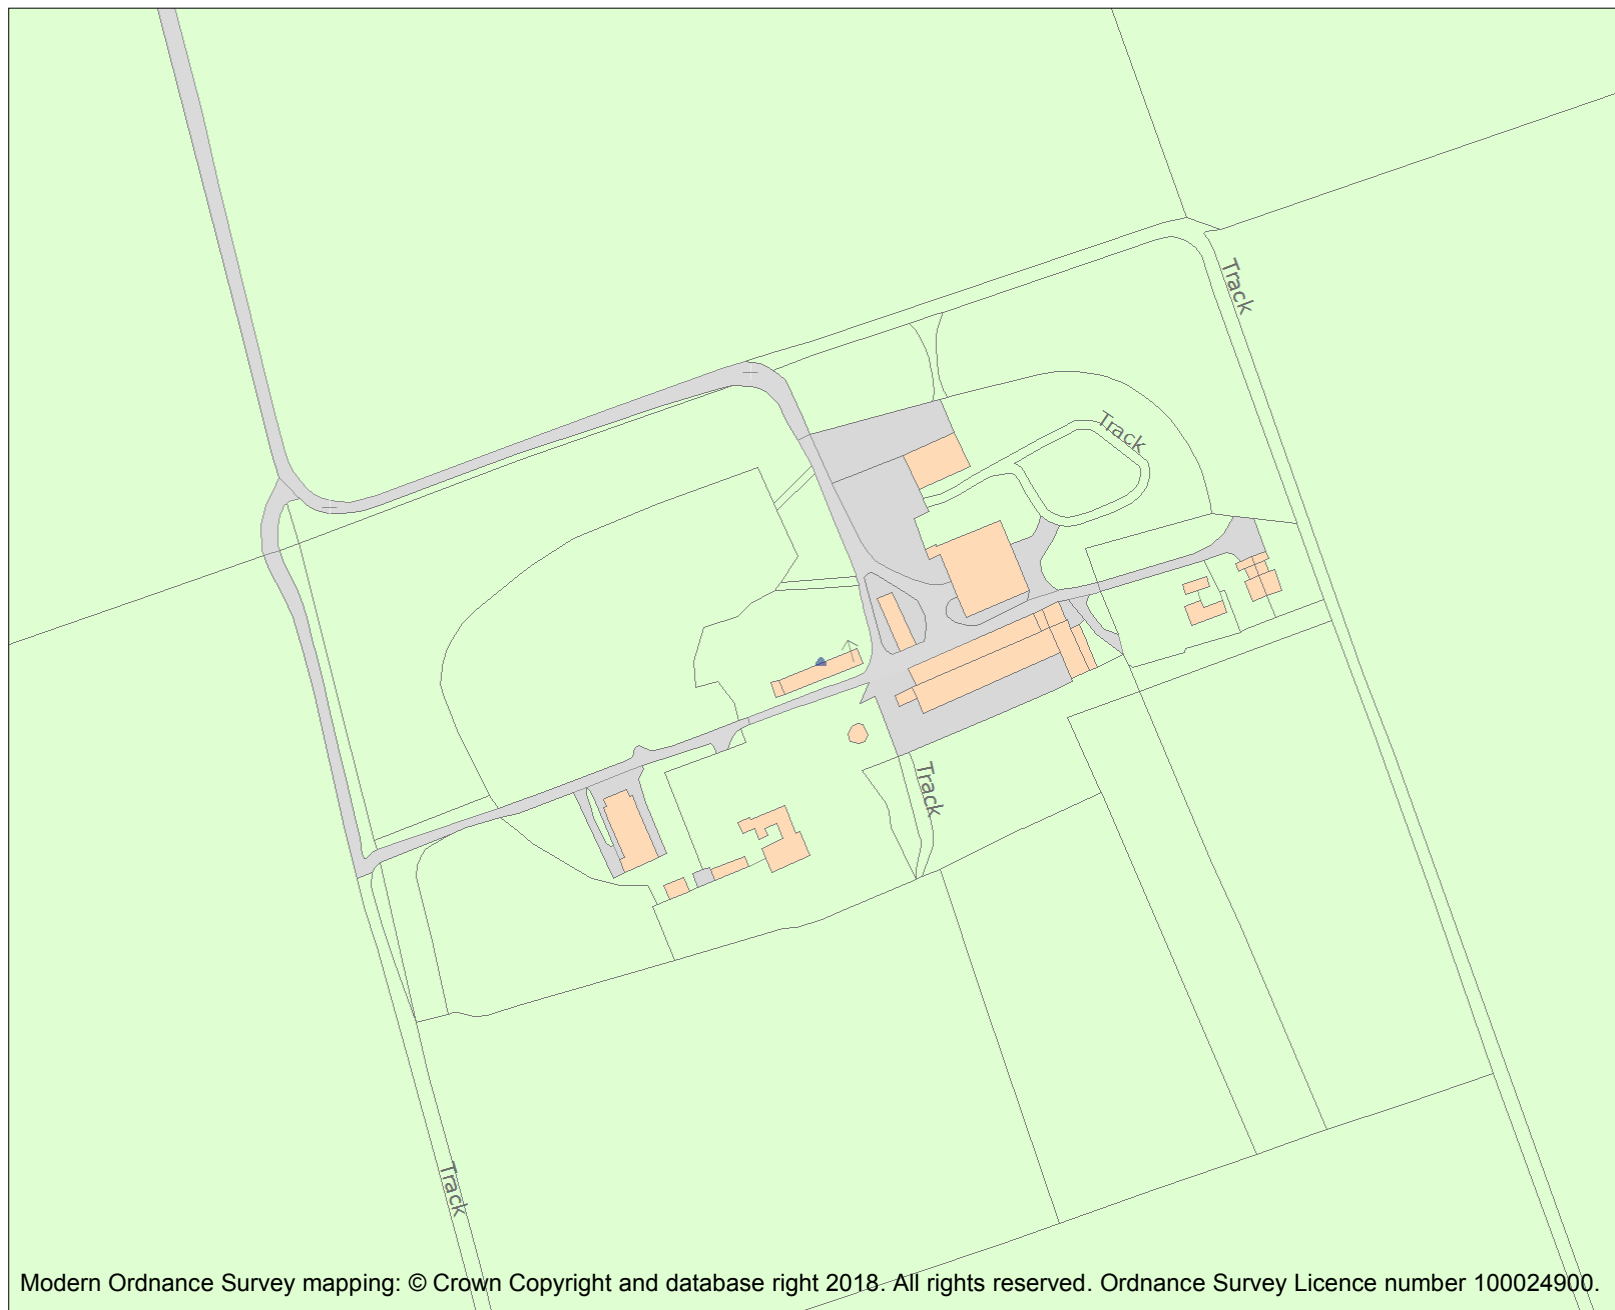 Track
Track
Track
Track
Modern Ordnance Survey mapping: © Crown Copyright and database right 2018. All rights reserved. Ordnance Survey Licence number 100024900.